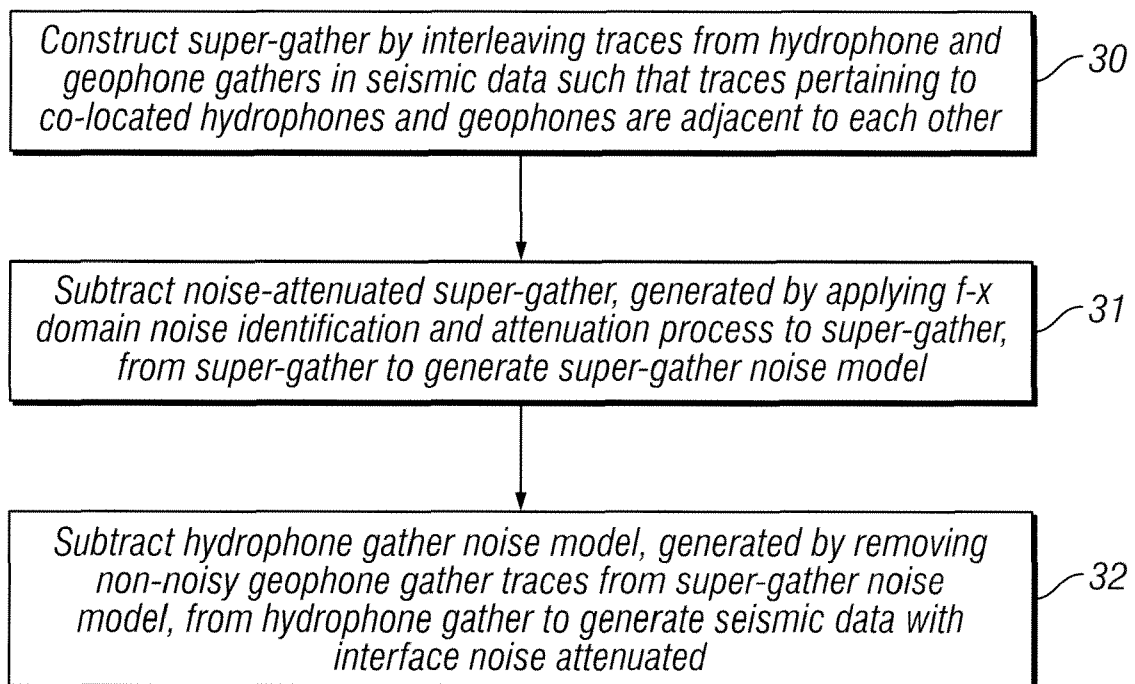 Construct super-gather by interleaving traces from hydrophone and
geophone gathers in seismic data such that traces pertaining to
co-located hydrophones and geophones are adjacent to each other
30
Subtract noise-attenuated super-gather, generated by applying f-x
domain noise identification and attenuation process to super-gather,
from super-gather to generate super-gather noise model
31
Subtract hydrophone gather noise model, generated by removing
non-noisy geophone gather traces from super-gather noise
model, from hydrophone gather to generate seismic data with
interface noise attenuated
32